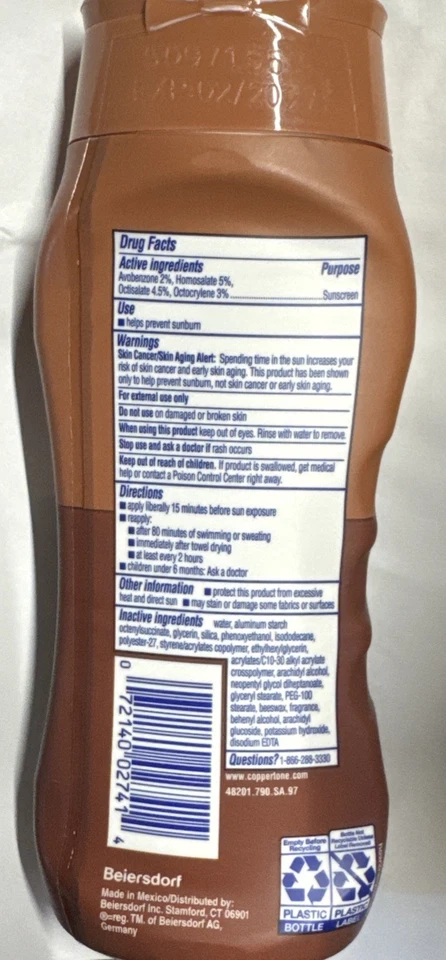 Drug Facts
Active ingredients Purpose
Avobenzone 2%, Homosalate 5%,
Octisalate 4.5%, Octocrylene 3% Sunscreen
Use
■ helps prevent sunburn
Warnings
Skin Cancer/Skin Aging Alert: Spending time in the sun increases your
risk of skin cancer and early skin aging. This product has been shown
only to help prevent sunburn, not skin cancer or early skin aging.
For external use only
Do not use on damaged or broken skin
When using this product keep out of eyes. Rinse with water to remove.
Stop use and ask a doctor if rash occurs
Keep out of reach of children. If product is swallowed, get medical
help or contact a Poison Control Center right away.
Directions
■ apply liberally 15 minutes before sun exposure
■ reapply:
■ after 80 minutes of swimming or sweating
■ immediately after towel drying
■ at least every 2 hours
■ children under 6 months: Ask a doctor
Other information ■ protect this product from excessive
heat and direct sun ■ may stain or damage some fabrics or surfaces
Inactive ingredients water, aluminum starch
octenylsuccinate, glycerin, silica, phenoxyethanol, isododecane,
polyester-27, styrene/acrylates copolymer, ethylhexylglycerin,
acrylates/C10-30 alkyl acrylate
crosspolymer, arachidyl alcohol,
neopentyl glycol diheptanoate,
glyceryl stearate, PEG-100
stearate, beeswax, fragrance,
behenyl alcohol, arachidyl
glucoside, potassium hydroxide,
disodium EDTA
Questions? 1-866-288-3330
www.coppertone.com
48201.790.SA.97
0 72140 02741 4
Beiersdorf
Made in Mexico/Distributed by:
Beiersdorf Inc. Stamford, CT 06901
®=reg. TM. of Beiersdorf AG,
Germany
Empty Before
Recycling
PLASTIC
BOTTLE
Not
Label
PLASTIC
LABEL